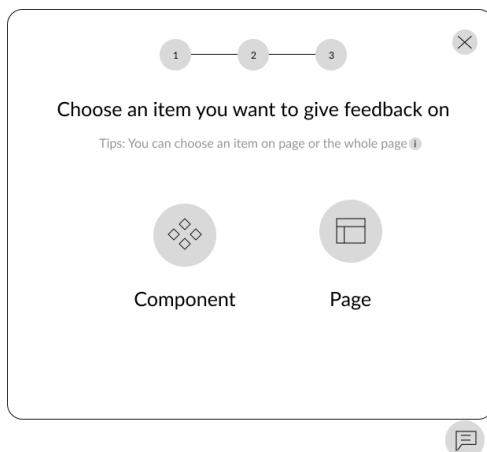 1 2 3
Choose an item you want to give feedback on
Tips: You can choose an item on page or the whole page i
Component Page